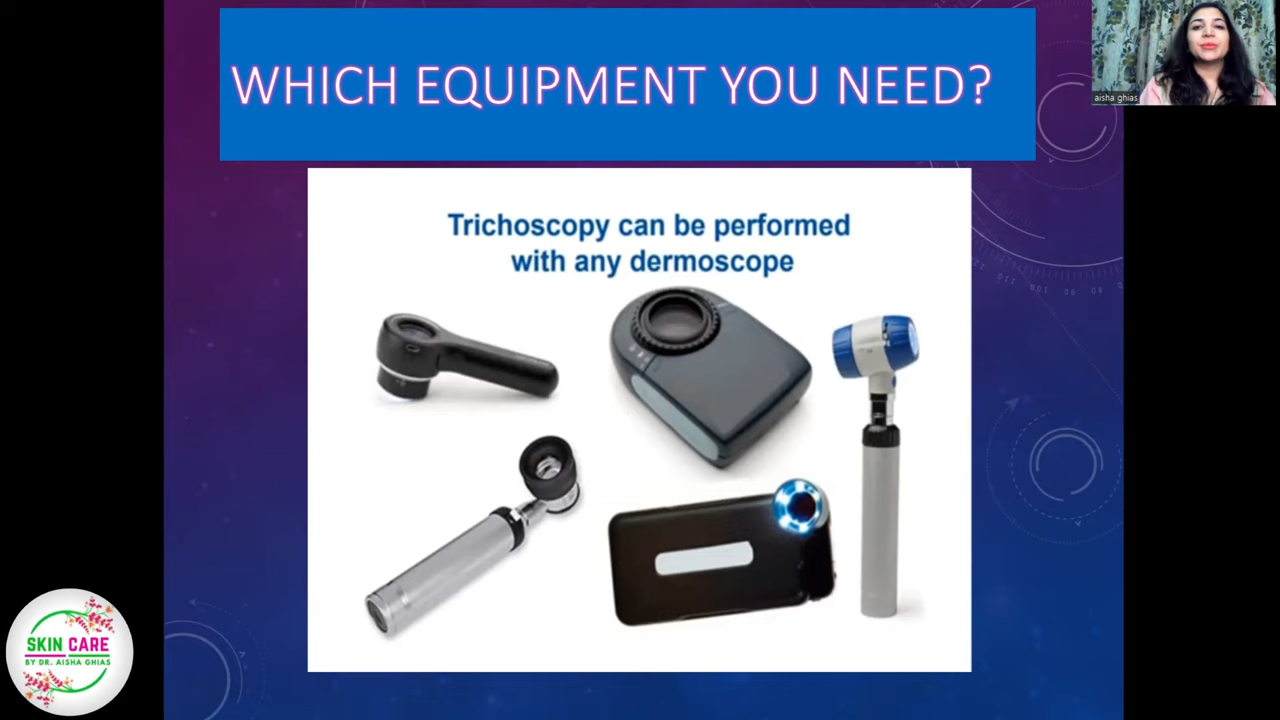 WHICH EQUIPMENT YOU NEED?
aisha ghias
Trichoscopy can be performed
with any dermoscope
SKIN CARE
BY DR. AISHA GHIAS